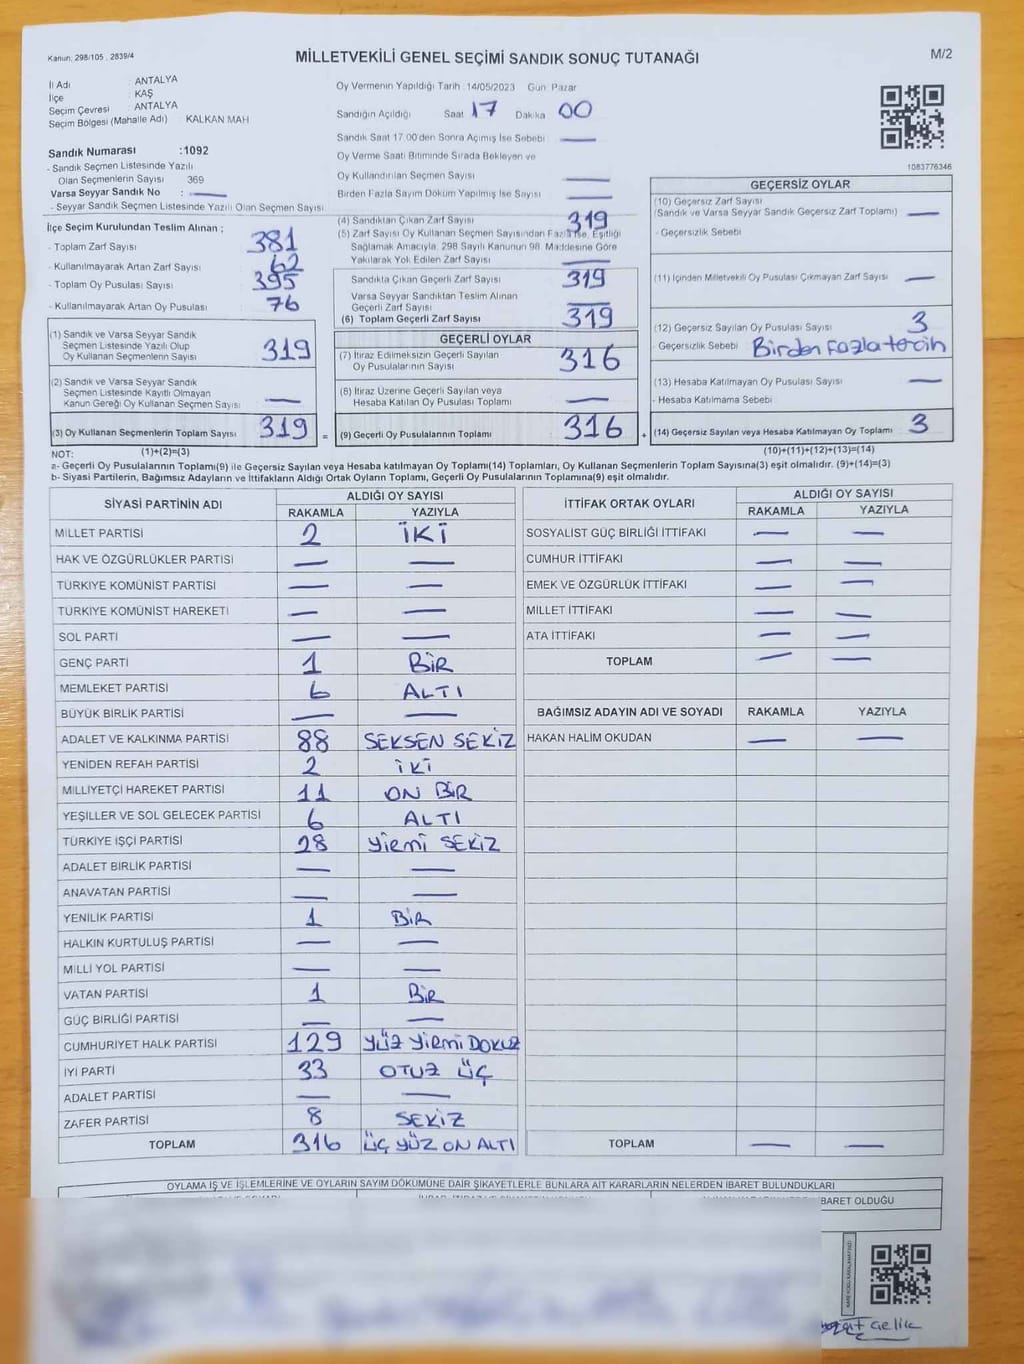 Kanun: 298/105 , 2839/4
MİLLETVEKİLİ GENEL SEÇİMİ SANDIK SONUÇ TUTANAĞI
M/2
İl Adı : ANTALYA
İlçe : KAŞ
Seçim Çevresi : ANTALYA
Seçim Bölgesi (Mahalle Adı) : KALKAN MAH
Sandık Numarası :1092
- Sandık Seçmen Listesinde Yazılı
Olan Seçmenlerin Sayısı 369
Varsa Seyyar Sandık No : —
- Seyyar Sandık Seçmen Listesinde Yazılı Olan Seçmen Sayısı
İlçe Seçim Kurulundan Teslim Alınan ;
- Toplam Zarf Sayısı 381
- Kullanılmayarak Artan Zarf Sayısı 62
- Toplam Oy Pusulası Sayısı 395
- Kullanılmayarak Artan Oy Pusulası 76
(1) Sandık ve Varsa Seyyar Sandık
Seçmen Listesinde Yazılı Olup
Oy Kullanan Seçmenlerin Sayısı 319
(2) Sandık ve Varsa Seyyar Sandık
Seçmen Listesinde Kayıtlı Olmayan
Kanun Gereği Oy Kullanan Seçmen Sayısı —
(3) Oy Kullanan Seçmenlerin Toplam Sayısı 319 =
Oy Vermenin Yapıldığı Tarih :14/05/2023 Gün Pazar
Sandığın Açıldığı Saat 17 Dakika 00
Sandık Saat 17.00'den Sonra Açılmış İse Sebebi —
Oy Verme Saati Bitiminde Sırada Bekleyen ve
Oy Kullandırılan Seçmen Sayısı —
Birden Fazla Sayım Döküm Yapılmış İse Sayısı —
(4) Sandıktan Çıkan Zarf Sayısı 319
(5) Zarf Sayısı Oy Kullanan Seçmen Sayısından Fazla İse, Eşitliği
Sağlamak Amacıyla, 298 Sayılı Kanunun 98. Maddesine Göre
Yakılarak Yok Edilen Zarf Sayısı —
Sandıkta Çıkan Geçerli Zarf Sayısı 319
Varsa Seyyar Sandıktan Teslim Alınan
Geçerli Zarf Sayısı —
(6) Toplam Geçerli Zarf Sayısı 319
GEÇERLİ OYLAR
(7) İtiraz Edilmeksizin Geçerli Sayılan
Oy Pusulalarının Sayısı 316
(8) İtiraz Üzerine Geçerli Sayılan veya
Hesaba Katılan Oy Pusulası Toplamı —
(9) Geçerli Oy Pusulalarının Toplamı 316 +
1083776346
GEÇERSİZ OYLAR
(10) Geçersiz Zarf Sayısı
(Sandık ve Varsa Seyyar Sandık Geçersiz Zarf Toplamı) —
- Geçersizlik Sebebi
(11) İçinden Milletvekili Oy Pusulası Çıkmayan Zarf Sayısı —
(12) Geçersiz Sayılan Oy Pusulası Sayısı 3
- Geçersizlik Sebebi Birden fazla tercih
(13) Hesaba Katılmayan Oy Pusulası Sayısı —
- Hesaba Katılmama Sebebi
(14) Geçersiz Sayılan veya Hesaba Katılmayan Oy Toplamı 3
NOT: (1)+(2)=(3) (10)+(11)+(12)+(13)=(14)
a- Geçerli Oy Pusulalarının Toplamı(9) ile Geçersiz Sayılan veya Hesaba katılmayan Oy Toplamı(14) Toplamları, Oy Kullanan Seçmenlerin Toplam Sayısına(3) eşit olmalıdır. (9)+(14)=(3)
b- Siyasi Partilerin, Bağımsız Adayların ve İttifakların Aldığı Ortak Oyların Toplamı, Geçerli Oy Pusulalarının Toplamına(9) eşit olmalıdır.
SİYASİ PARTİNİN ADI ALDIĞI OY SAYISI
RAKAMLA YAZIYLA
MİLLET PARTİSİ 2 İKİ
HAK VE ÖZGÜRLÜKLER PARTİSİ — —
TÜRKİYE KOMÜNİST PARTİSİ — —
TÜRKİYE KOMÜNİST HAREKETİ — —
SOL PARTİ — —
GENÇ PARTİ 1 BİR
MEMLEKET PARTİSİ 6 ALTI
BÜYÜK BİRLİK PARTİSİ — —
ADALET VE KALKINMA PARTİSİ 88 SEKSEN SEKİZ
YENİDEN REFAH PARTİSİ 2 İKİ
MİLLİYETÇİ HAREKET PARTİSİ 11 ON BİR
YEŞİLLER VE SOL GELECEK PARTİSİ 6 ALTI
TÜRKİYE İŞÇİ PARTİSİ 28 Yiemi SEKİZ
ADALET BİRLİK PARTİSİ — —
ANAVATAN PARTİSİ — —
YENİLİK PARTİSİ 1 BİR
HALKIN KURTULUŞ PARTİSİ — —
MİLLİ YOL PARTİSİ — —
VATAN PARTİSİ 1 BİR
GÜÇ BİRLİĞİ PARTİSİ — —
CUMHURİYET HALK PARTİSİ 129 YÜZ Yiemi DOKUZ
İYİ PARTİ 33 OTUZ ÜÇ
ADALET PARTİSİ — —
ZAFER PARTİSİ 8 SEKİZ
TOPLAM 316 ÜÇ YÜZ ON ALTI
İTTİFAK ORTAK OYLARI ALDIĞI OY SAYISI
RAKAMLA YAZIYLA
SOSYALİST GÜÇ BİRLİĞİ İTTİFAKI — —
CUMHUR İTTİFAKI — —
EMEK VE ÖZGÜRLÜK İTTİFAKI — —
MİLLET İTTİFAKI — —
ATA İTTİFAKI — —
TOPLAM — —
BAĞIMSIZ ADAYIN ADI VE SOYADI RAKAMLA YAZIYLA
HAKAN HALİM OKUDAN — —
TOPLAM — —
OYLAMA İŞ VE İŞLEMLERİNE VE OYLARIN SAYIM DÖKÜMÜNE DAİR ŞİKAYETLERLE BUNLARA AİT KARARLARIN NELERDEN İBARET BULUNDUKLARI
İBARET OLDUĞU